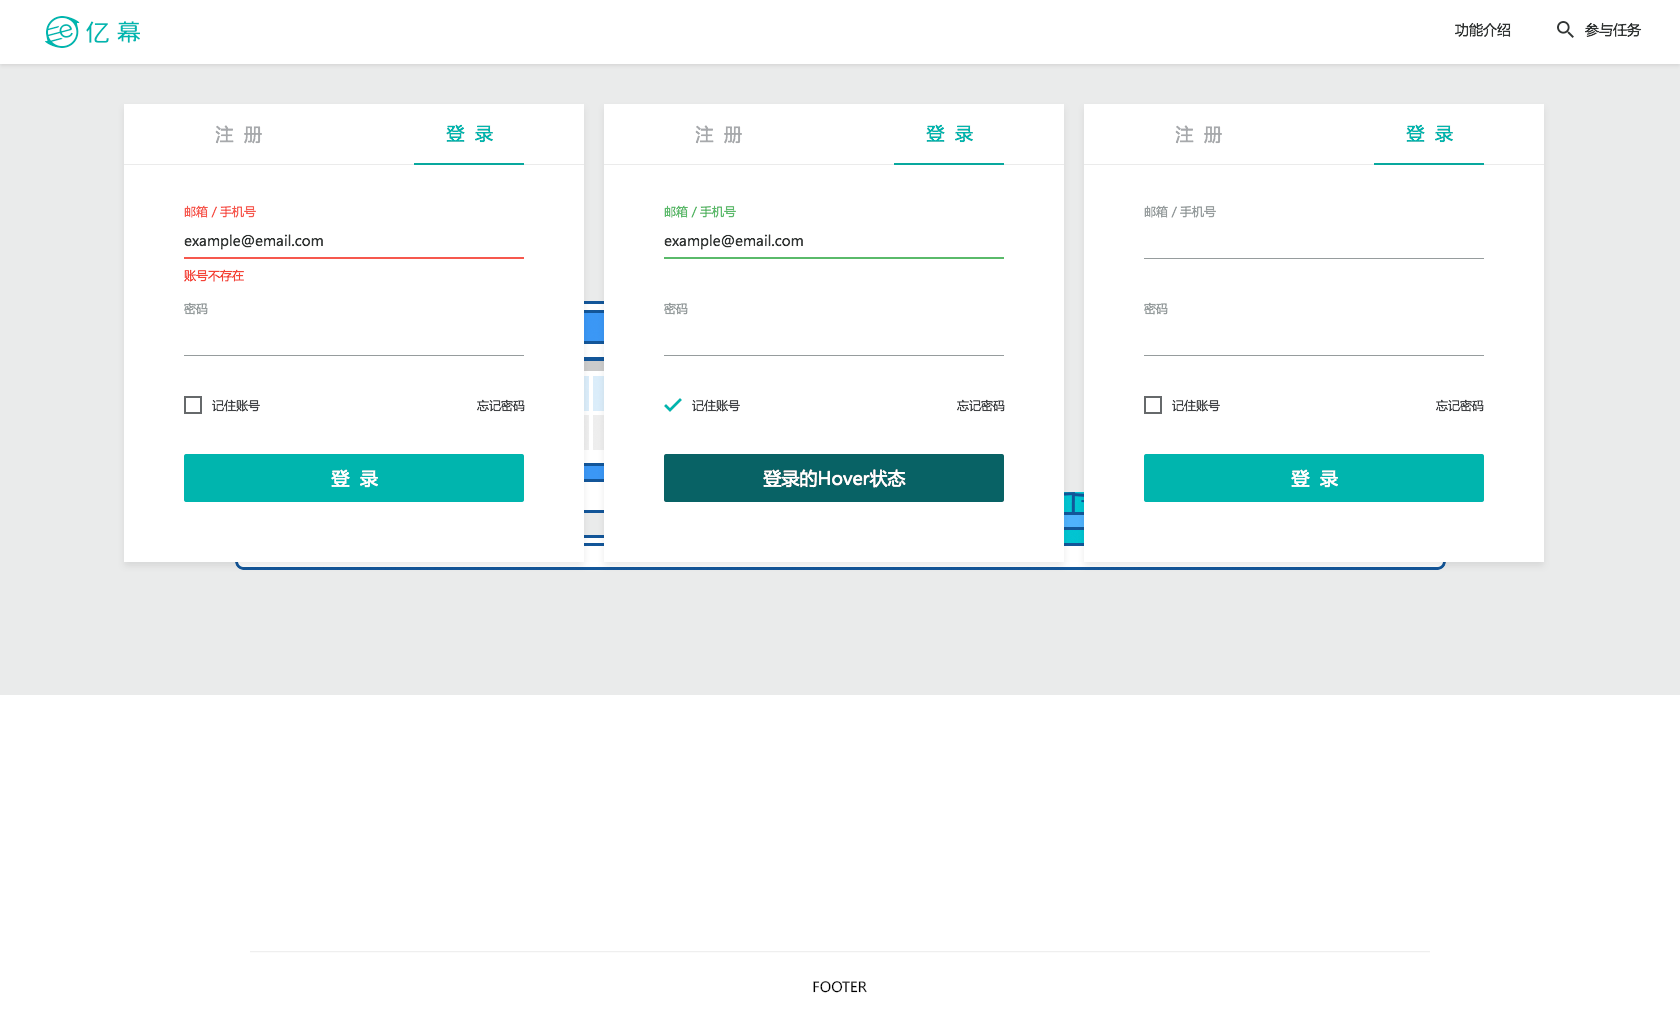 亿幕
功能介绍
参与任务
注 册
登 录
邮箱 / 手机号
example@email.com
账号不存在
密码
记住账号
忘记密码
登 录
注 册
登 录
邮箱 / 手机号
example@email.com
密码
记住账号
忘记密码
登录的Hover状态
注 册
登 录
邮箱 / 手机号
密码
记住账号
忘记密码
登 录
FOOTER